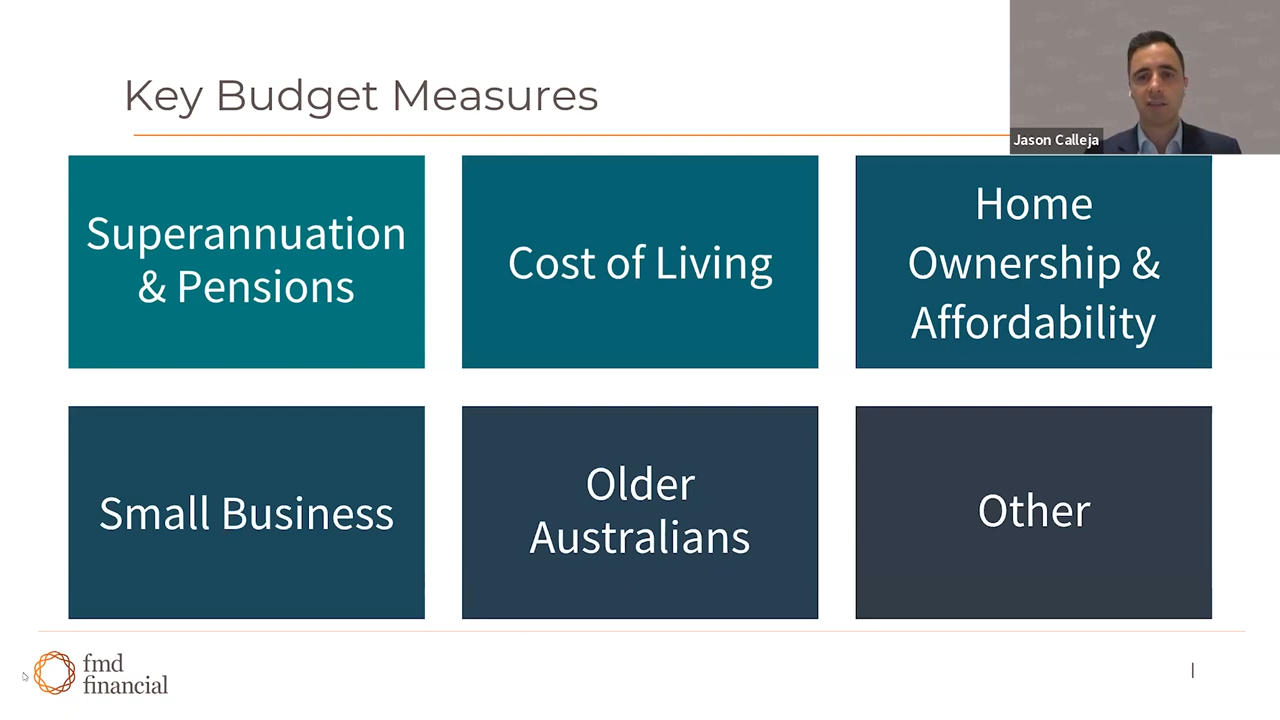 Key Budget Measures
Jason Calleja
Superannuation
& Pensions
Cost of Living
Home
Ownership &
Affordability
Small Business
Older
Australians
Other
fmd
financial
|